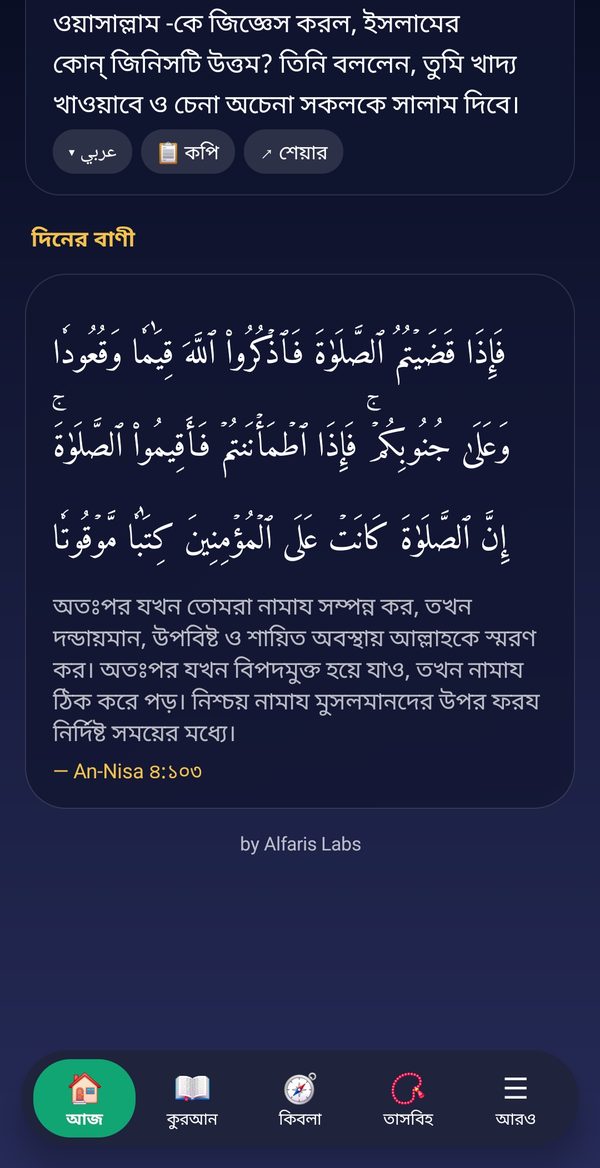 ওয়াসাল্লাম -কে জিজ্ঞেস করল, ইসলামের
কোন্ জিনিসটি উত্তম? তিনি বললেন, তুমি খাদ্য
খাওয়াবে ও চেনা অচেনা সকলকে সালাম দিবে।
▾ عربي
কপি
↗ শেয়ার
দিনের বাণী
فَإِذَا قَضَيْتُمُ ٱلصَّلَوٰةَ فَٱذْكُرُوا۟ ٱللَّهَ قِيَـٰمًۭا وَقُعُودًۭا
وَعَلَىٰ جُنُوبِكُمْ ۚ فَإِذَا ٱطْمَأْنَنتُمْ فَأَقِيمُوا۟ ٱلصَّلَوٰةَ ۚ
إِنَّ ٱلصَّلَوٰةَ كَانَتْ عَلَى ٱلْمُؤْمِنِينَ كِتَـٰبًۭا مَّوْقُوتًۭا
অতঃপর যখন তোমরা নামায সম্পন্ন কর, তখন
দন্ডায়মান, উপবিষ্ট ও শায়িত অবস্থায় আল্লাহকে স্মরণ
কর। অতঃপর যখন বিপদমুক্ত হয়ে যাও, তখন নামায
ঠিক করে পড়। নিশ্চয় নামায মুসলমানদের উপর ফরয
নির্দিষ্ট সময়ের মধ্যে।
— An-Nisa ৪:১০৩
by Alfaris Labs
আজ
কুরআন
কিবলা
তাসবিহ
আরও